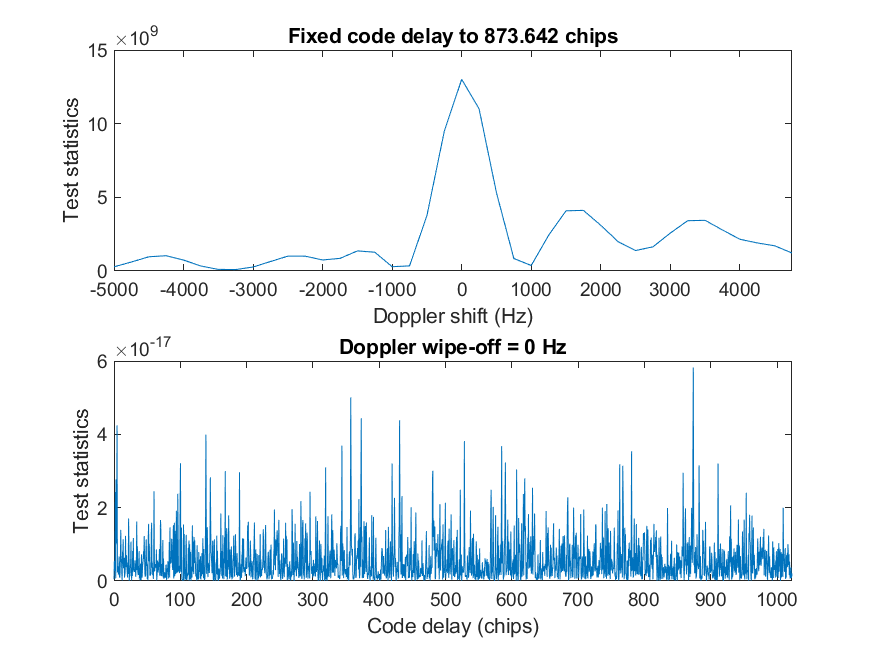 Fixed code delay to 873.642 chips
×10^9
15
10
5
0
Test statistics
-5000 -4000 -3000 -2000 -1000 0 1000 2000 3000 4000
Doppler shift (Hz)
Doppler wipe-off = 0 Hz
×10^-17
6
4
2
0
Test statistics
0 100 200 300 400 500 600 700 800 900 1000
Code delay (chips)